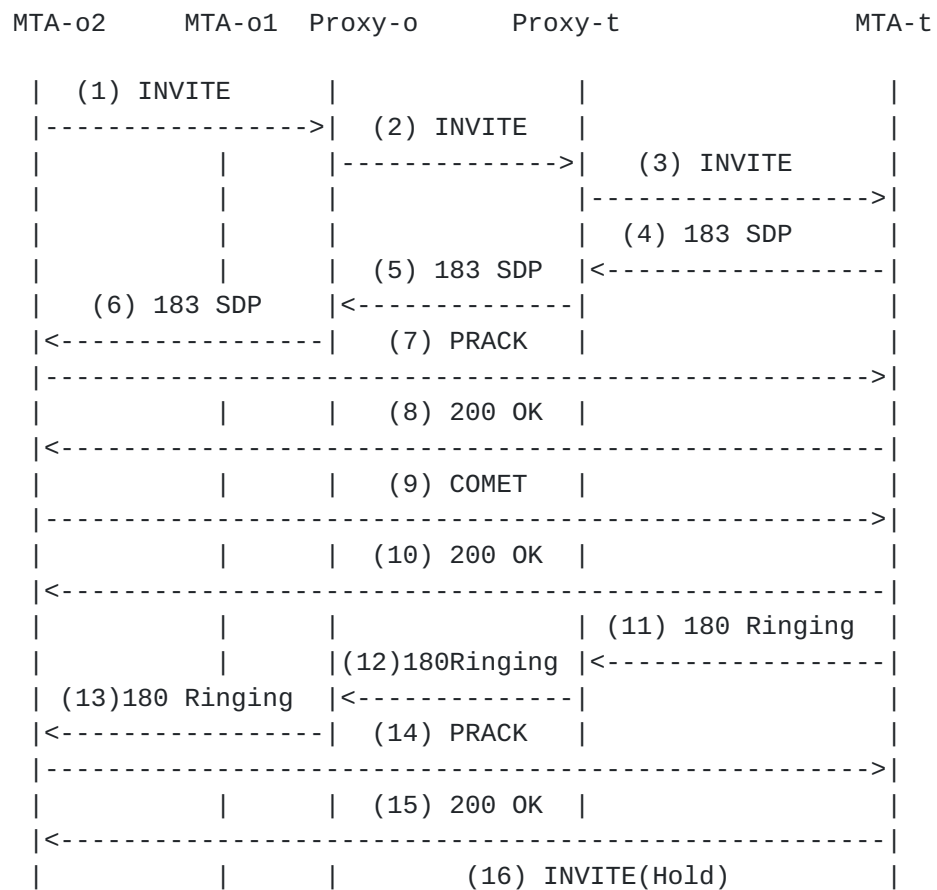 MTA-o2 MTA-o1 Proxy-o Proxy-t MTA-t
| (1) INVITE | | |
|----------------->| (2) INVITE | |
| | |-------------->| (3) INVITE |
| | | |------------------>|
| | | | (4) 183 SDP |
| | | (5) 183 SDP |<------------------|
| (6) 183 SDP |<--------------| |
|<-----------------| (7) PRACK | |
|----------------------------------------------------->|
| | | (8) 200 OK | |
|<-----------------------------------------------------|
| | | (9) COMET | |
|----------------------------------------------------->|
| | | (10) 200 OK | |
|<-----------------------------------------------------|
| | | | (11) 180 Ringing |
| | |(12)180Ringing |<------------------|
| (13)180 Ringing |<--------------| |
|<-----------------| (14) PRACK | |
|----------------------------------------------------->|
| | | (15) 200 OK | |
|<-----------------------------------------------------|
| | | (16) INVITE(Hold) |